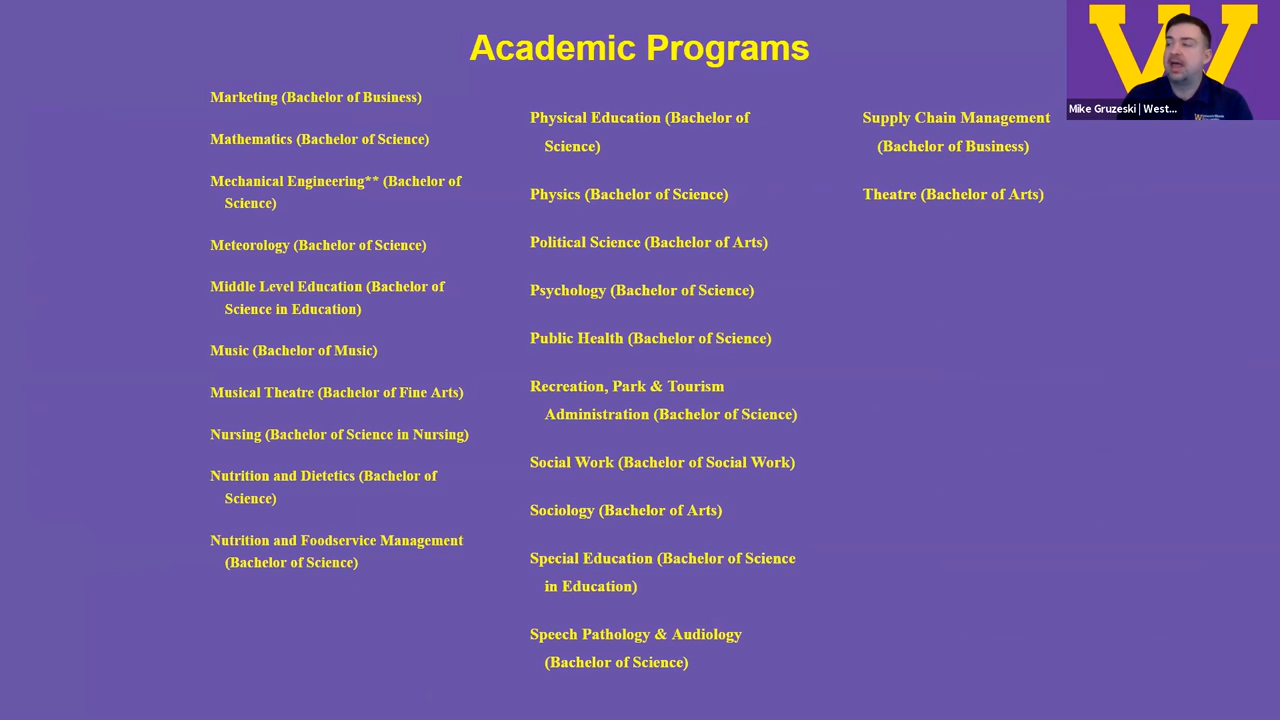 Academic Programs
Marketing (Bachelor of Business)
Mathematics (Bachelor of Science)
Mechanical Engineering** (Bachelor of
Science)
Meteorology (Bachelor of Science)
Middle Level Education (Bachelor of
Science in Education)
Music (Bachelor of Music)
Musical Theatre (Bachelor of Fine Arts)
Nursing (Bachelor of Science in Nursing)
Nutrition and Dietetics (Bachelor of
Science)
Nutrition and Foodservice Management
(Bachelor of Science)
Physical Education (Bachelor of
Science)
Physics (Bachelor of Science)
Political Science (Bachelor of Arts)
Psychology (Bachelor of Science)
Public Health (Bachelor of Science)
Recreation, Park & Tourism
Administration (Bachelor of Science)
Social Work (Bachelor of Social Work)
Sociology (Bachelor of Arts)
Special Education (Bachelor of Science
in Education)
Speech Pathology & Audiology
(Bachelor of Science)
Supply Chain Management
(Bachelor of Business)
Theatre (Bachelor of Arts)
W
Mike Gruzeski | West...